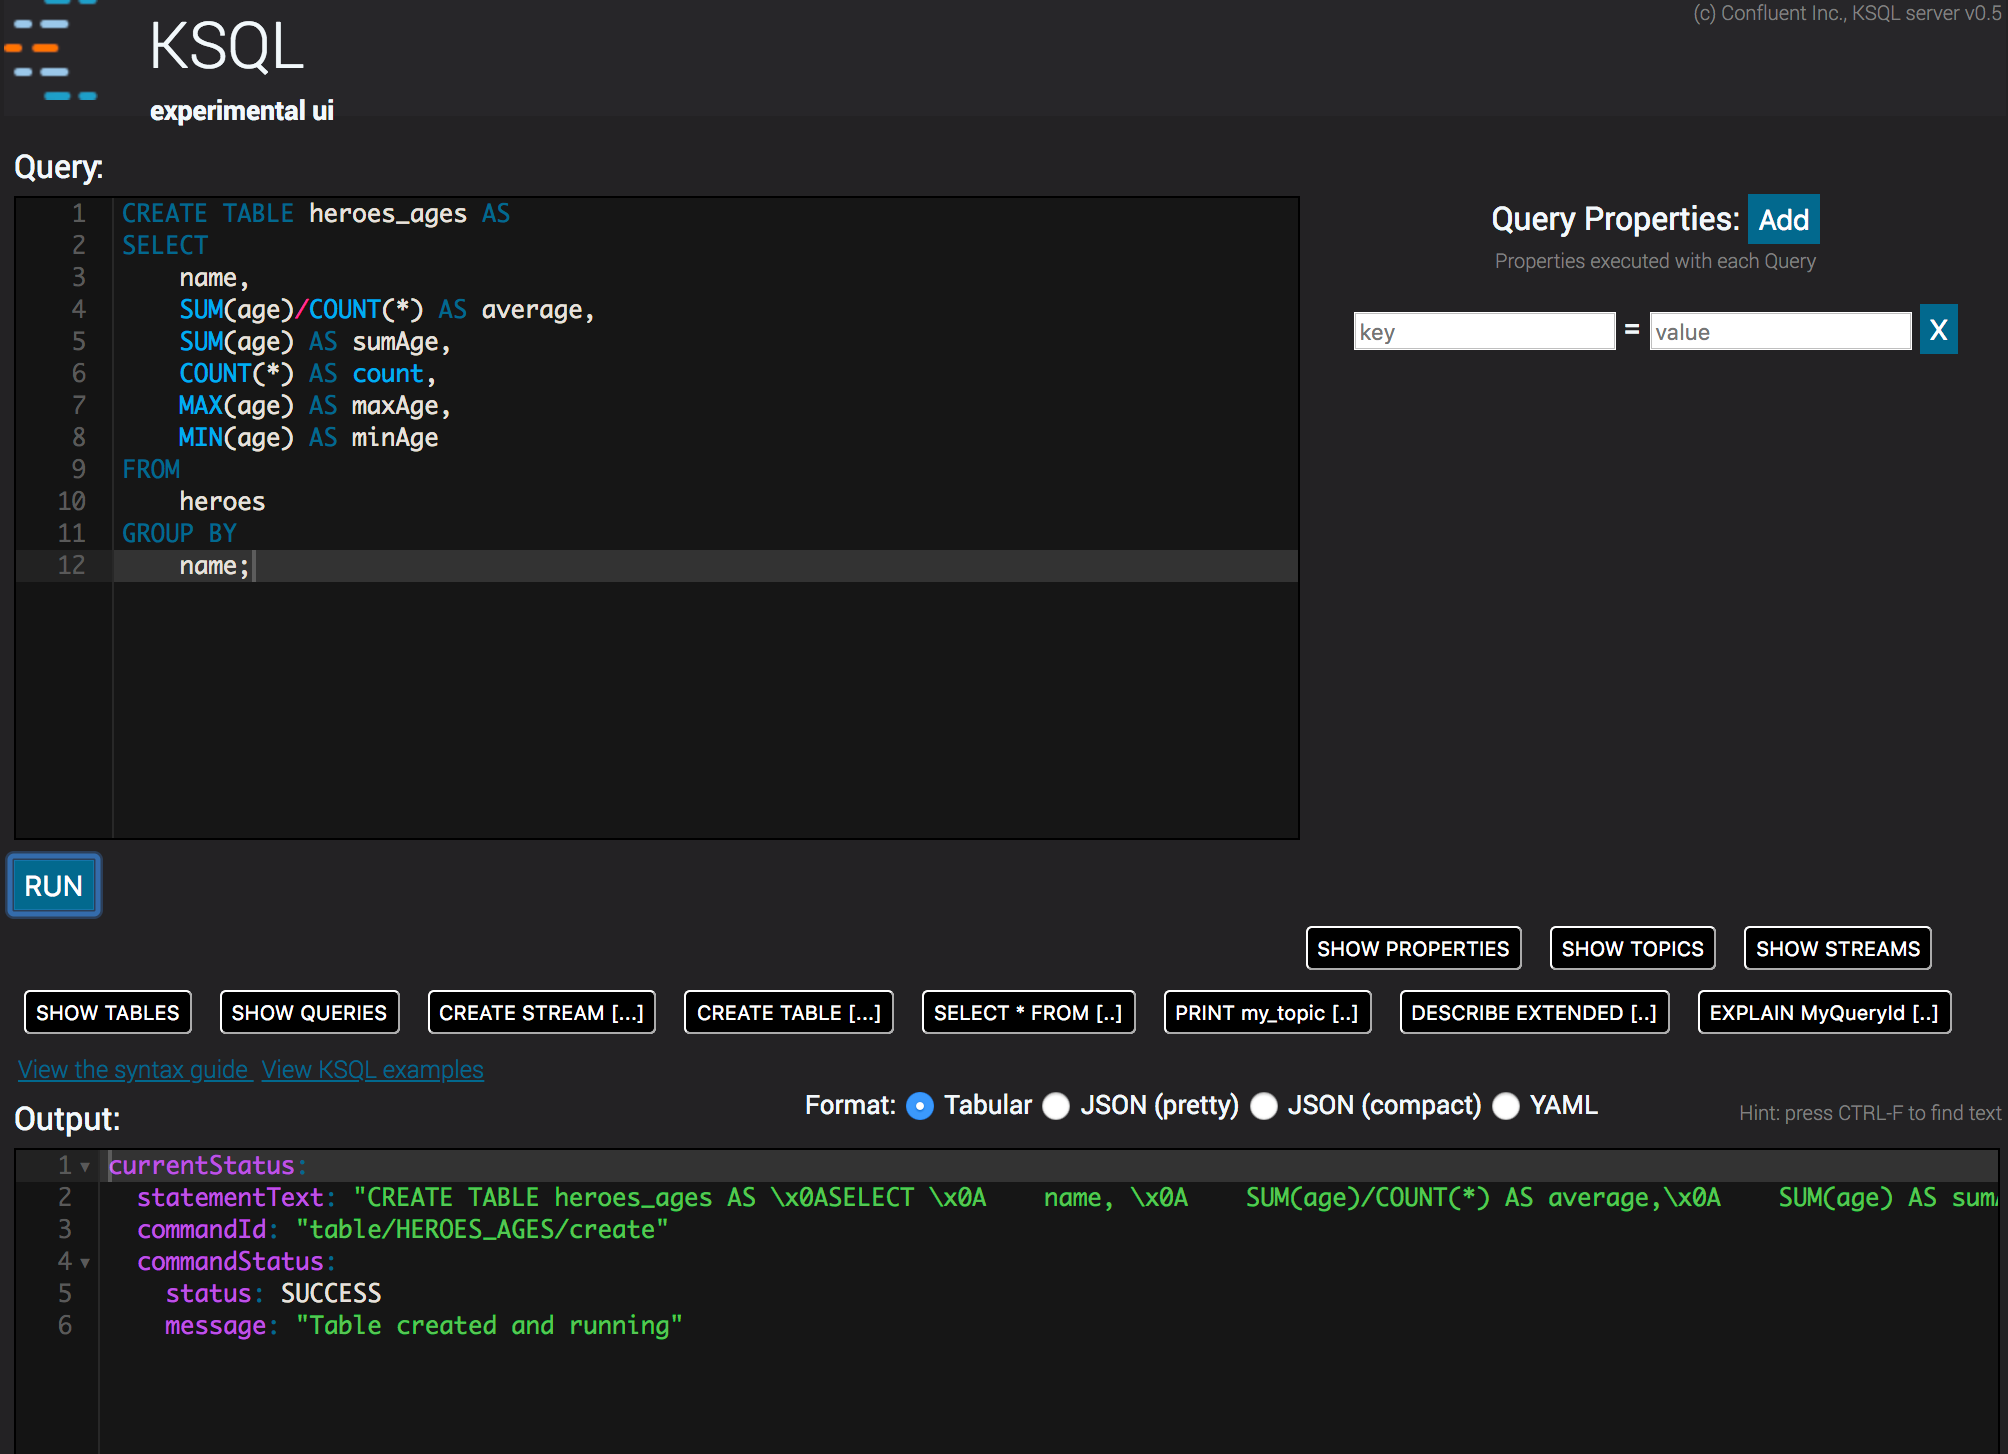 (c) Confluent Inc., KSQL server v0.5
KSQL
experimental ui
Query:
1 CREATE TABLE heroes_ages AS
2 SELECT
3     name,
4     SUM(age)/COUNT(*) AS average,
5     SUM(age) AS sumAge,
6     COUNT(*) AS count,
7     MAX(age) AS maxAge,
8     MIN(age) AS minAge
9 FROM
10     heroes
11 GROUP BY
12     name;
Query Properties: Add
Properties executed with each Query
key = value X
RUN
SHOW PROPERTIES SHOW TOPICS SHOW STREAMS
SHOW TABLES SHOW QUERIES CREATE STREAM [...] CREATE TABLE [...] SELECT * FROM [..] PRINT my_topic [..] DESCRIBE EXTENDED [..] EXPLAIN MyQueryId [..]
View the syntax guide View KSQL examples
Format: Tabular JSON (pretty) JSON (compact) YAML
Hint: press CTRL-F to find text
Output:
1 currentStatus:
2   statementText: "CREATE TABLE heroes_ages AS \x0ASELECT \x0A    name, \x0A    SUM(age)/COUNT(*) AS average,\x0A    SUM(age) AS sumA
3   commandId: "table/HEROES_AGES/create"
4   commandStatus:
5     status: SUCCESS
6     message: "Table created and running"